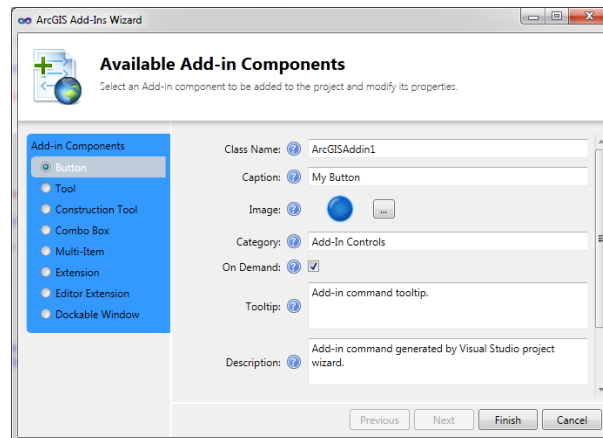 ArcGIS Add-Ins Wizard
Available Add-in Components
Select an Add-in component to be added to the project and modify its properties.
Add-in Components
Button
Tool
Construction Tool
Combo Box
Multi-Item
Extension
Editor Extension
Dockable Window
Class Name: ArcGISAddin1
Caption: My Button
Image: ...
Category: Add-In Controls
On Demand:
Tooltip: Add-in command tooltip.
Description: Add-in command generated by Visual Studio project
wizard.
Previous Next Finish Cancel